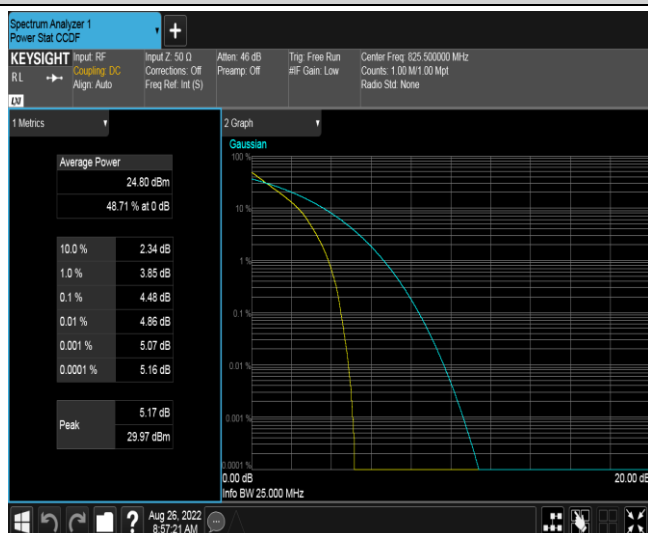 Spectrum Analyzer 1
Power Stat CCDF
+
KEYSIGHT
RL
LXI
Input: RF
Coupling: DC
Align: Auto
Input Z: 50 Ω
Corrections: Off
Freq Ref: Int (S)
Atten: 46 dB
Preamp: Off
Trig: Free Run
#IF Gain: Low
Center Freq: 825.500000 MHz
Counts: 1.00 M/1.00 Mpt
Radio Std: None
1 Metrics
Average Power
24.80 dBm
48.71 % at 0 dB
10.0 % 2.34 dB
1.0 % 3.85 dB
0.1 % 4.48 dB
0.01 % 4.86 dB
0.001 % 5.07 dB
0.0001 % 5.16 dB
Peak
5.17 dB
29.97 dBm
2 Graph
Gaussian
100 %
10 %
1 %
0.1 %
0.01 %
0.001 %
0.0001 %
0.00 dB 20.00 dB
Info BW 25.000 MHz
?
Aug 26, 2022
8:57:21 AM